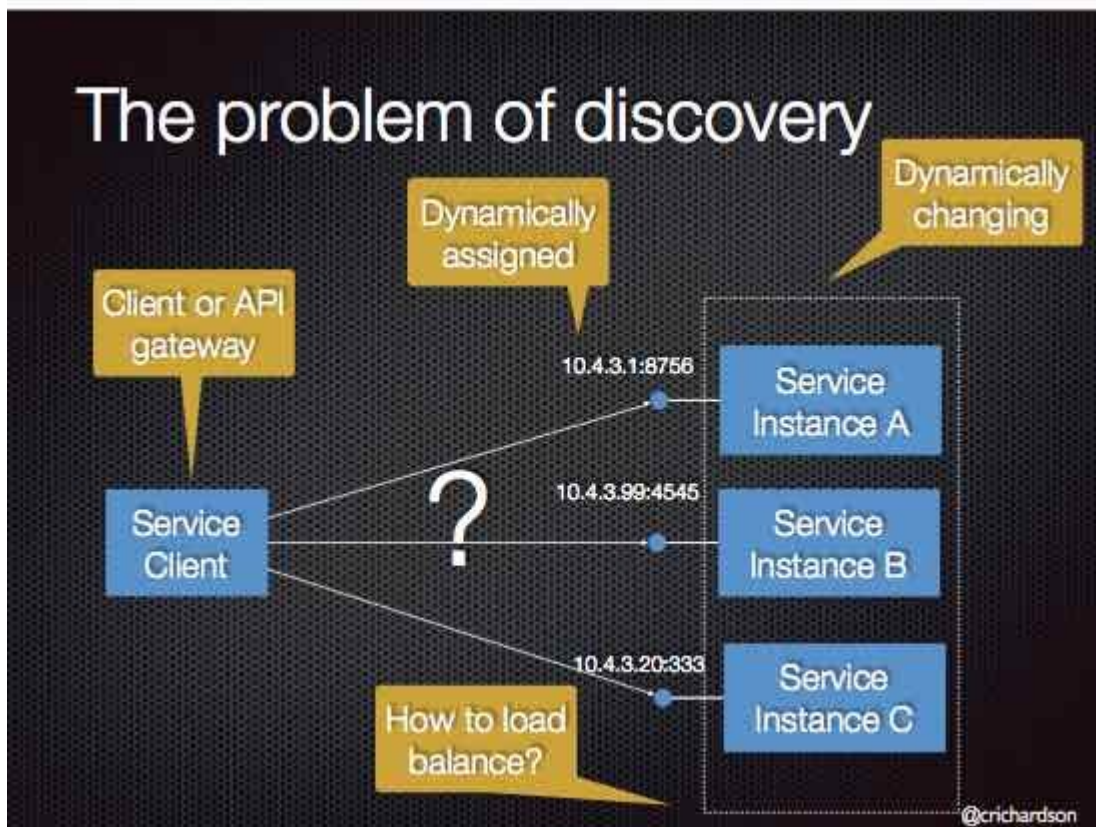 The problem of discovery
Dynamically
changing
Dynamically
assigned
Client or API
gateway
10.4.3.1:8756
Service
Instance A
?
10.4.3.99:4545
Service
Client
Service
Instance B
10.4.3.20:333
Service
Instance C
How to load
balance?
@crichardson